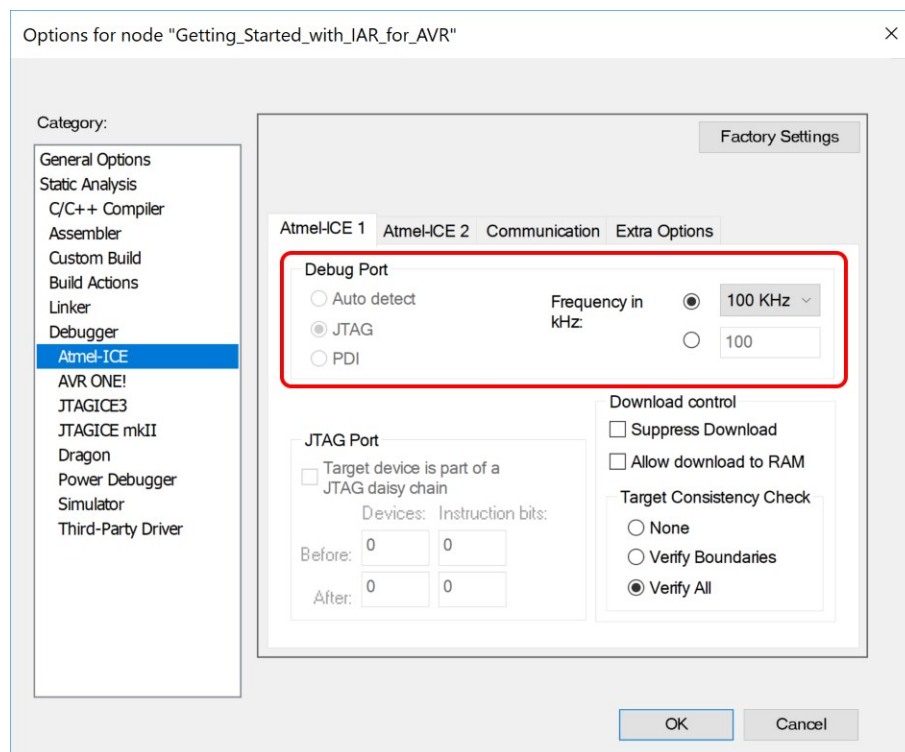 Options for node "Getting_Started_with_IAR_for_AVR"
Category:
General Options
Static Analysis
C/C++ Compiler
Assembler
Custom Build
Build Actions
Linker
Debugger
Atmel-ICE
AVR ONE!
JTAGICE3
JTAGICE mkII
Dragon
Power Debugger
Simulator
Third-Party Driver
Factory Settings
Atmel-ICE 1 Atmel-ICE 2 Communication Extra Options
Debug Port
Auto detect
JTAG
PDI
Frequency in
kHz:
100 KHz
100
JTAG Port
Target device is part of a
JTAG daisy chain
Devices: Instruction bits:
Before: 0 0
After: 0 0
Download control
Suppress Download
Allow download to RAM
Target Consistency Check
None
Verify Boundaries
Verify All
OK Cancel